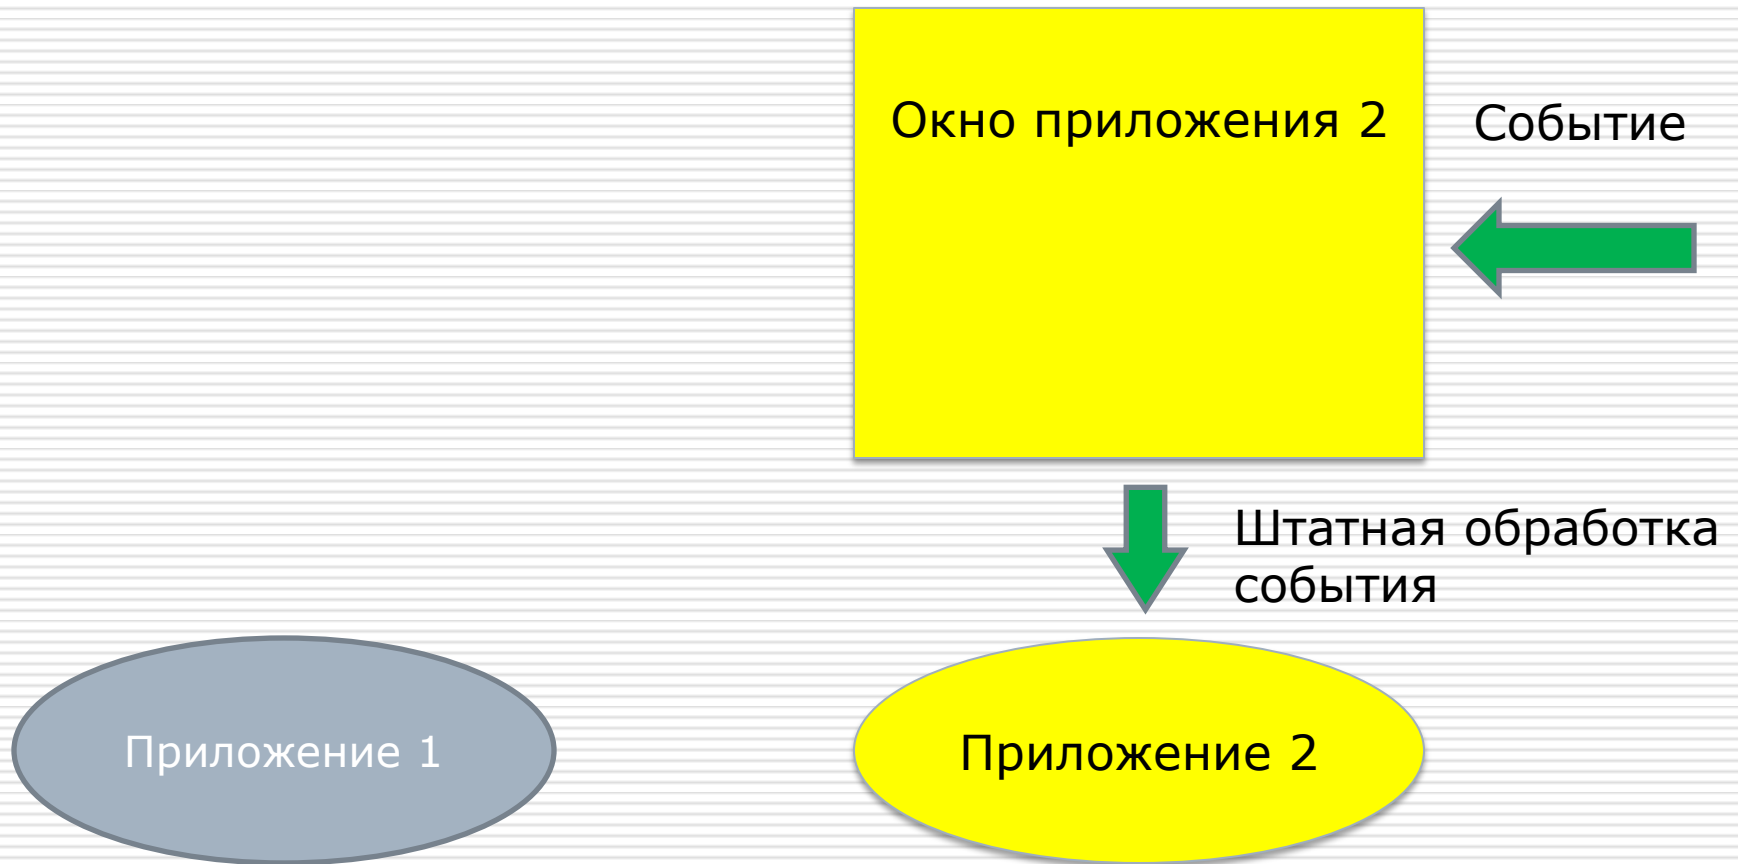 Окно приложения 2
Событие
Штатная обработка
события
Приложение 1
Приложение 2